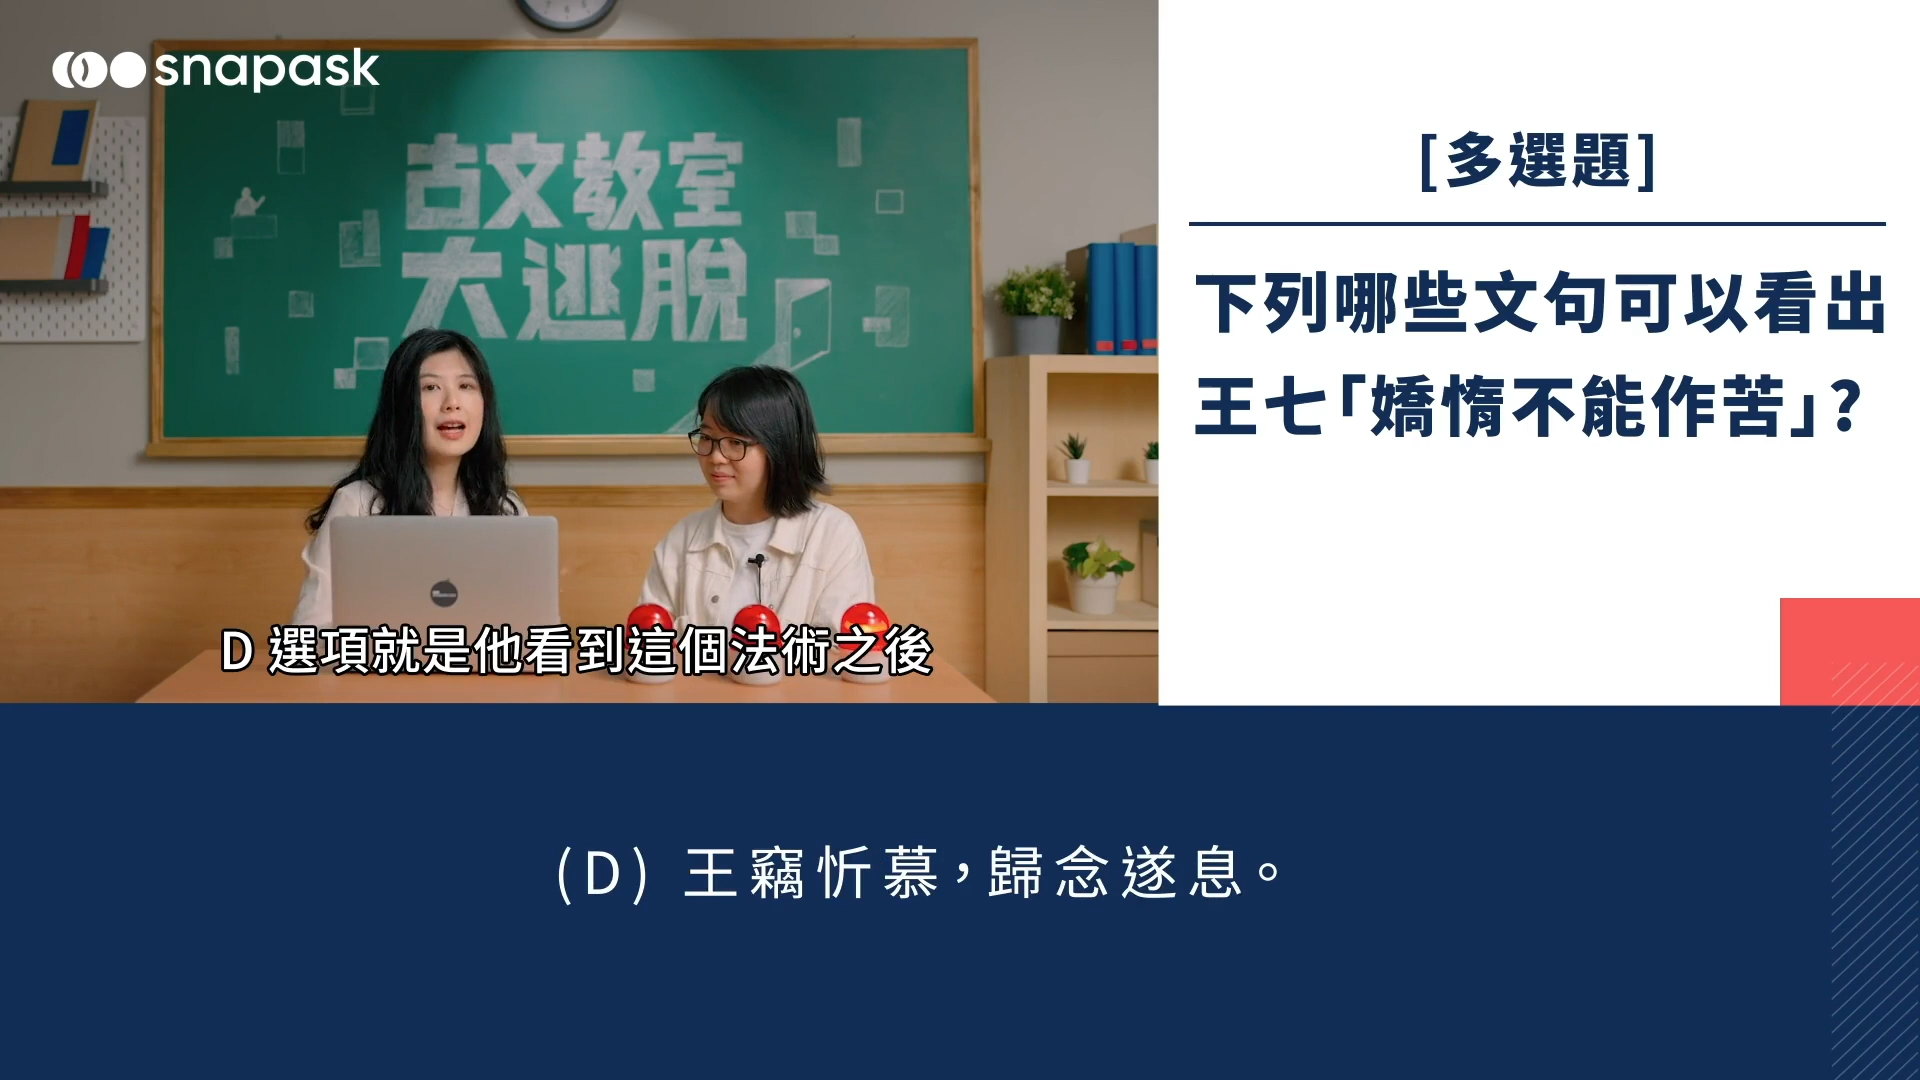 snapask
古文教室
大逃脫
D 選項就是他看到這個法術之後
[多選題]
下列哪些文句可以看出
王七「嬌惰不能作苦」?
(D) 王竊忻慕，歸念遂息。